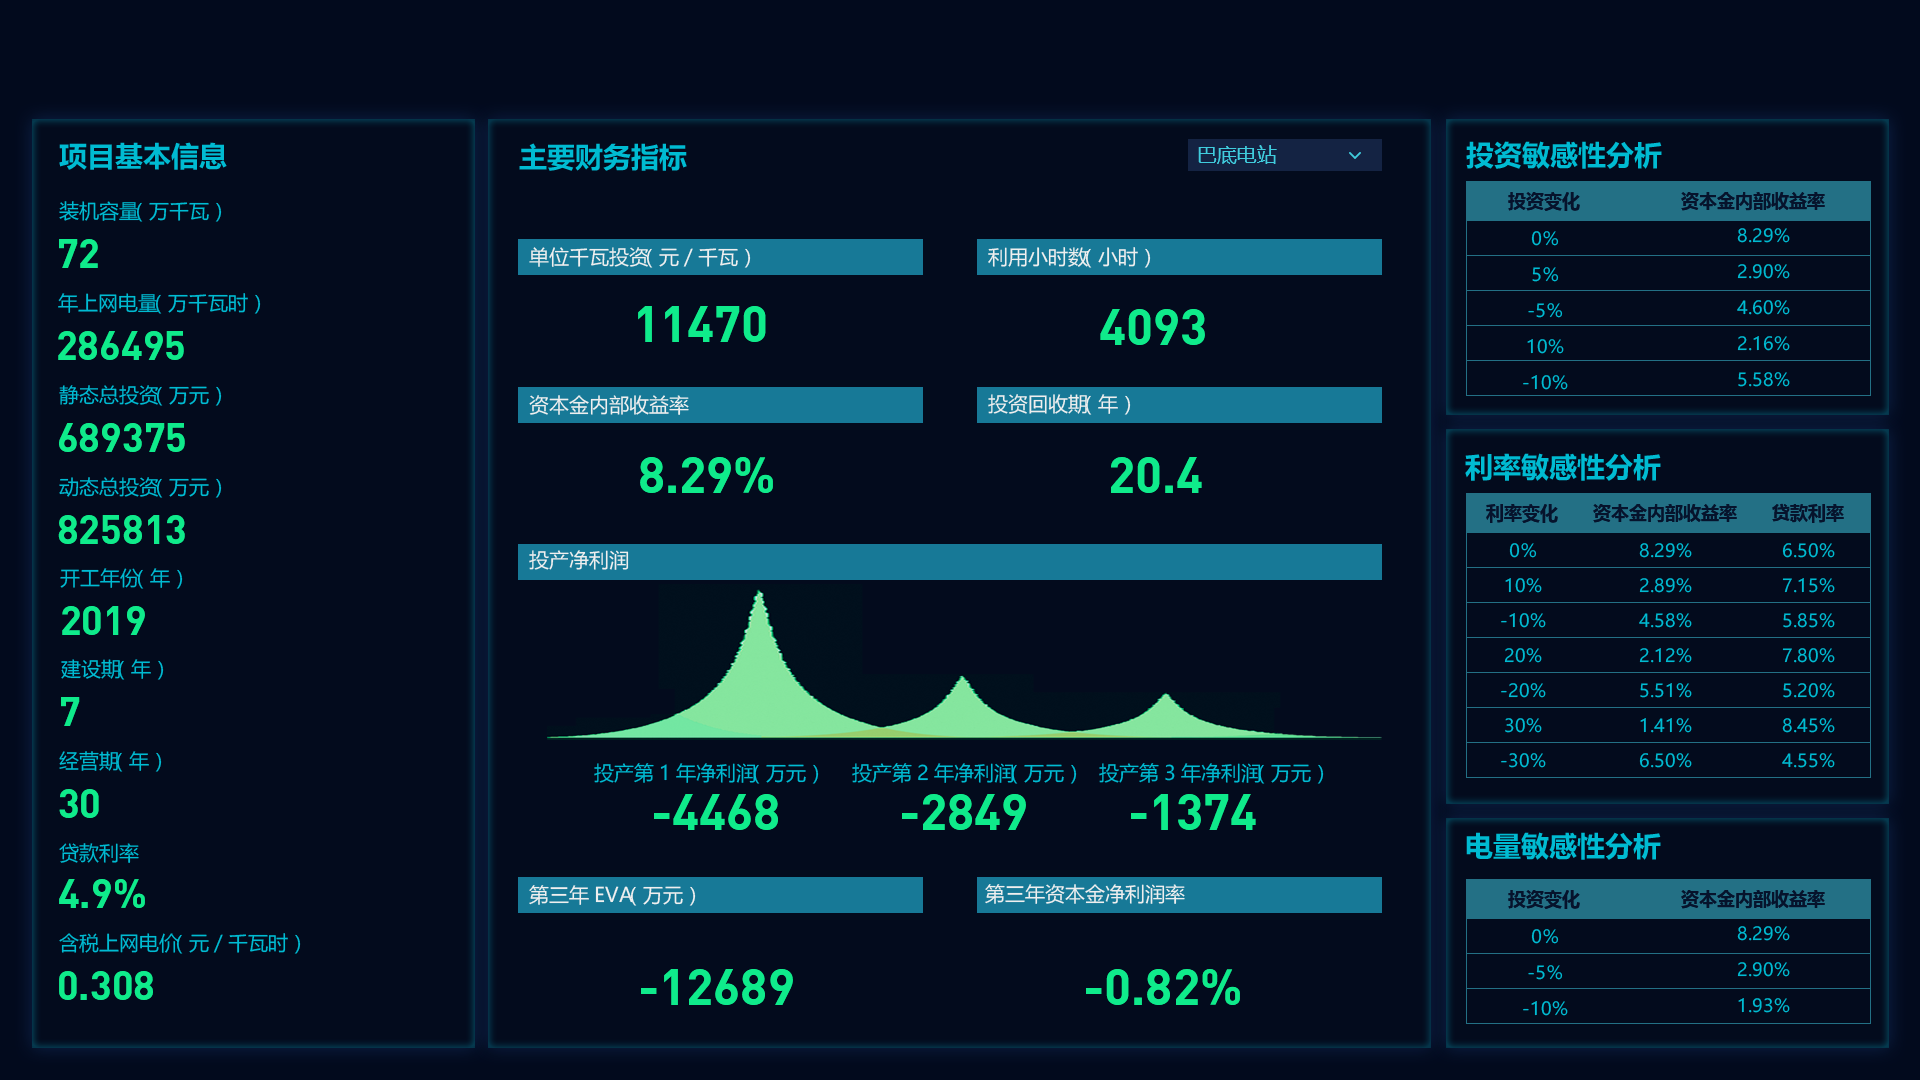 项目基本信息
装机容量( 万千瓦 )
72
年上网电量( 万千瓦时 )
286495
静态总投资( 万元 )
689375
动态总投资( 万元 )
825813
开工年份( 年 )
2019
建设期( 年 )
7
经营期( 年 )
30
贷款利率
4.9%
含税上网电价( 元 / 千瓦时 )
0.308
主要财务指标
巴底电站
单位千瓦投资( 元 / 千瓦 )
利用小时数( 小时 )
11470
4093
资本金内部收益率
投资回收期( 年 )
8.29%
20.4
投产净利润
投产第 1 年净利润( 万元 )
投产第 2 年净利润( 万元 )
投产第 3 年净利润( 万元 )
-4468
-2849
-1374
第三年 EVA( 万元 )
第三年资本金净利润率
-12689
-0.82%
投资敏感性分析
投资变化 资本金内部收益率
0% 8.29%
5% 2.90%
-5% 4.60%
10% 2.16%
-10% 5.58%
利率敏感性分析
利率变化 资本金内部收益率 贷款利率
0% 8.29% 6.50%
10% 2.89% 7.15%
-10% 4.58% 5.85%
20% 2.12% 7.80%
-20% 5.51% 5.20%
30% 1.41% 8.45%
-30% 6.50% 4.55%
电量敏感性分析
投资变化 资本金内部收益率
0% 8.29%
-5% 2.90%
-10% 1.93%